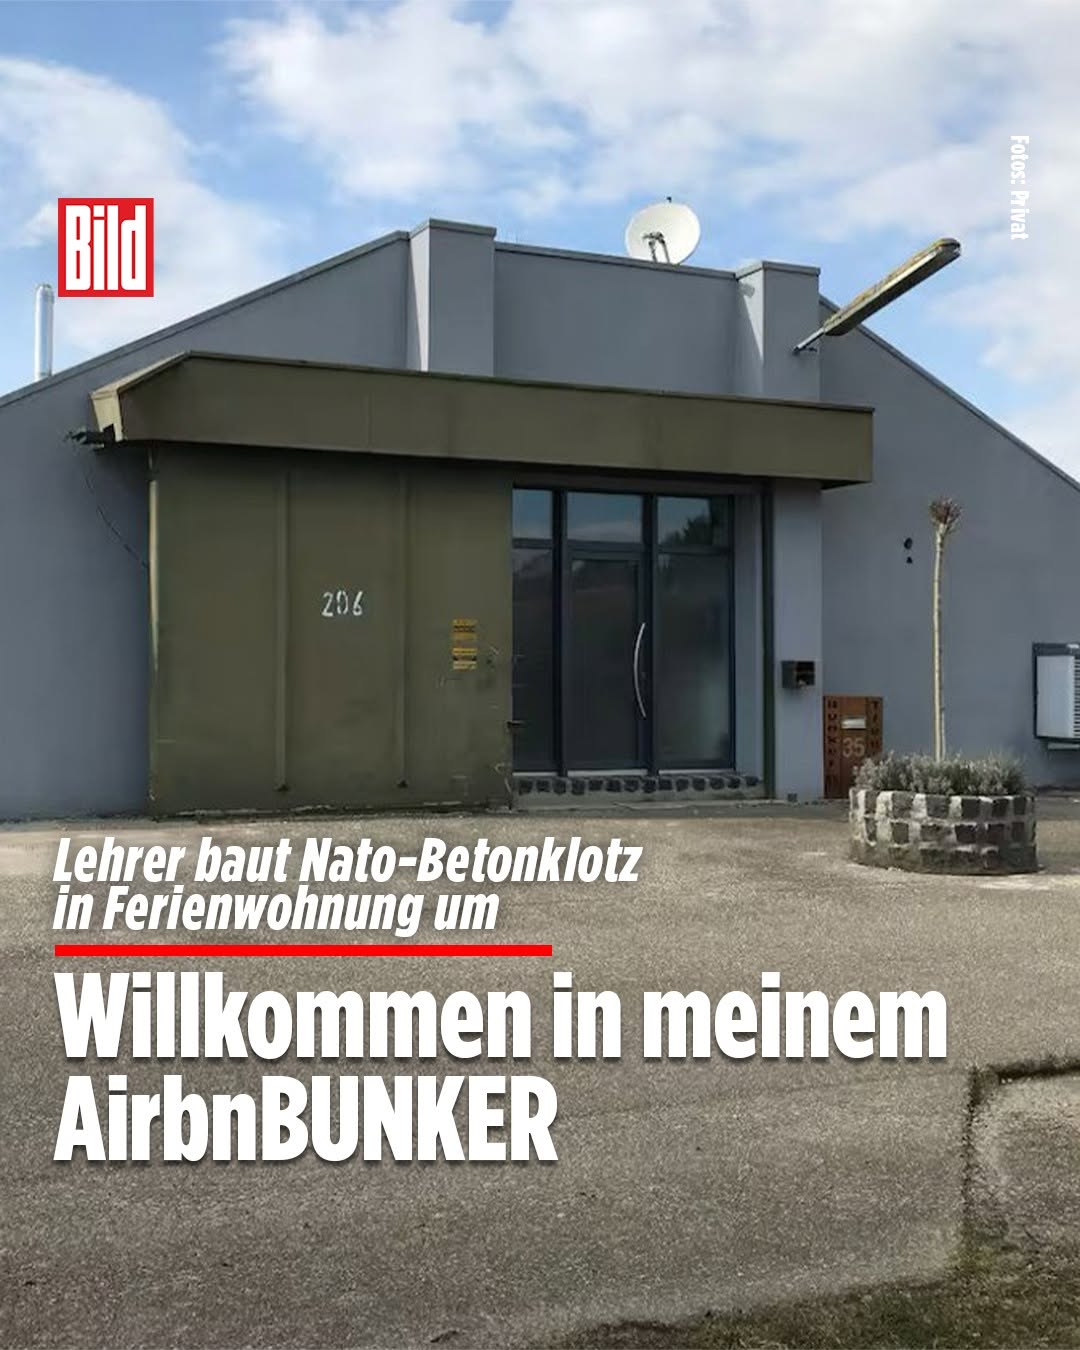 Fotos: Privat
Bild
206
35
Lehrer baut Nato-Betonklotz
in Ferienwohnung um
Willkommen in meinem
AirbnBUNKER